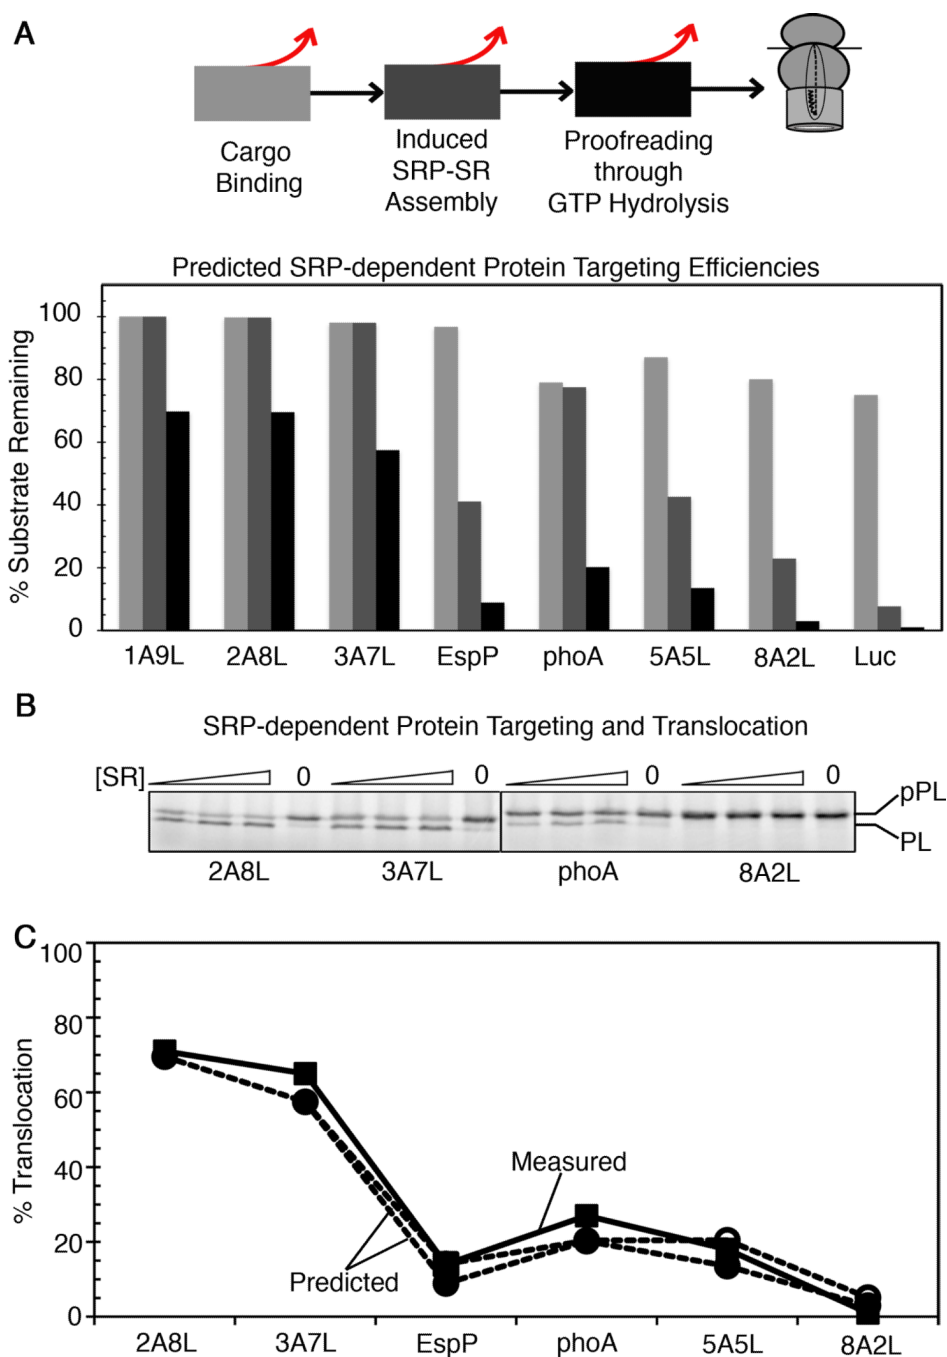 A
Cargo
Binding
Induced
SRP-SR
Assembly
Proofreading
through
GTP Hydrolysis
Predicted SRP-dependent Protein Targeting Efficiencies
% Substrate Remaining
100
80
60
40
20
0
1A9L 2A8L 3A7L EspP phoA 5A5L 8A2L Luc
B
SRP-dependent Protein Targeting and Translocation
[SR] 0 0 0 0
pPL
PL
2A8L 3A7L phoA 8A2L
C
% Translocation
100
80
60
40
20
0
Measured
Predicted
2A8L 3A7L EspP phoA 5A5L 8A2L